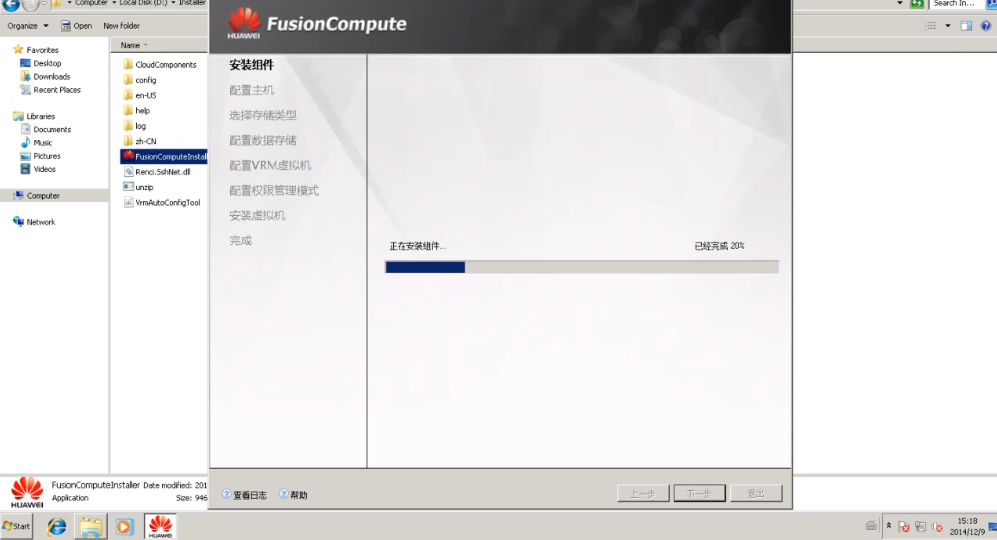 Computer ▸ Local Disk (D:) ▸ Installer
Search In...
Organize ▼ Open New folder
Favorites
Desktop
Downloads
Recent Places
Libraries
Documents
Music
Pictures
Videos
Computer
Network
Name
CloudComponents
config
en-US
help
log
zh-CN
FusionComputeInstall
Renci.SshNet.dll
unzip
VrmAutoConfigTool
HUAWEI FusionCompute
安装组件
配置主机
选择存储类型
配置数据存储
配置VRM虚拟机
配置权限管理模式
安装虚拟机
完成
正在安装组件... 已经完成 20%
查看日志 帮助
上一步 下一步 退出
HUAWEI
FusionComputeInstaller Date modified: 201
Application Size: 946
Start
HUAWEI
15:18
2014/12/9